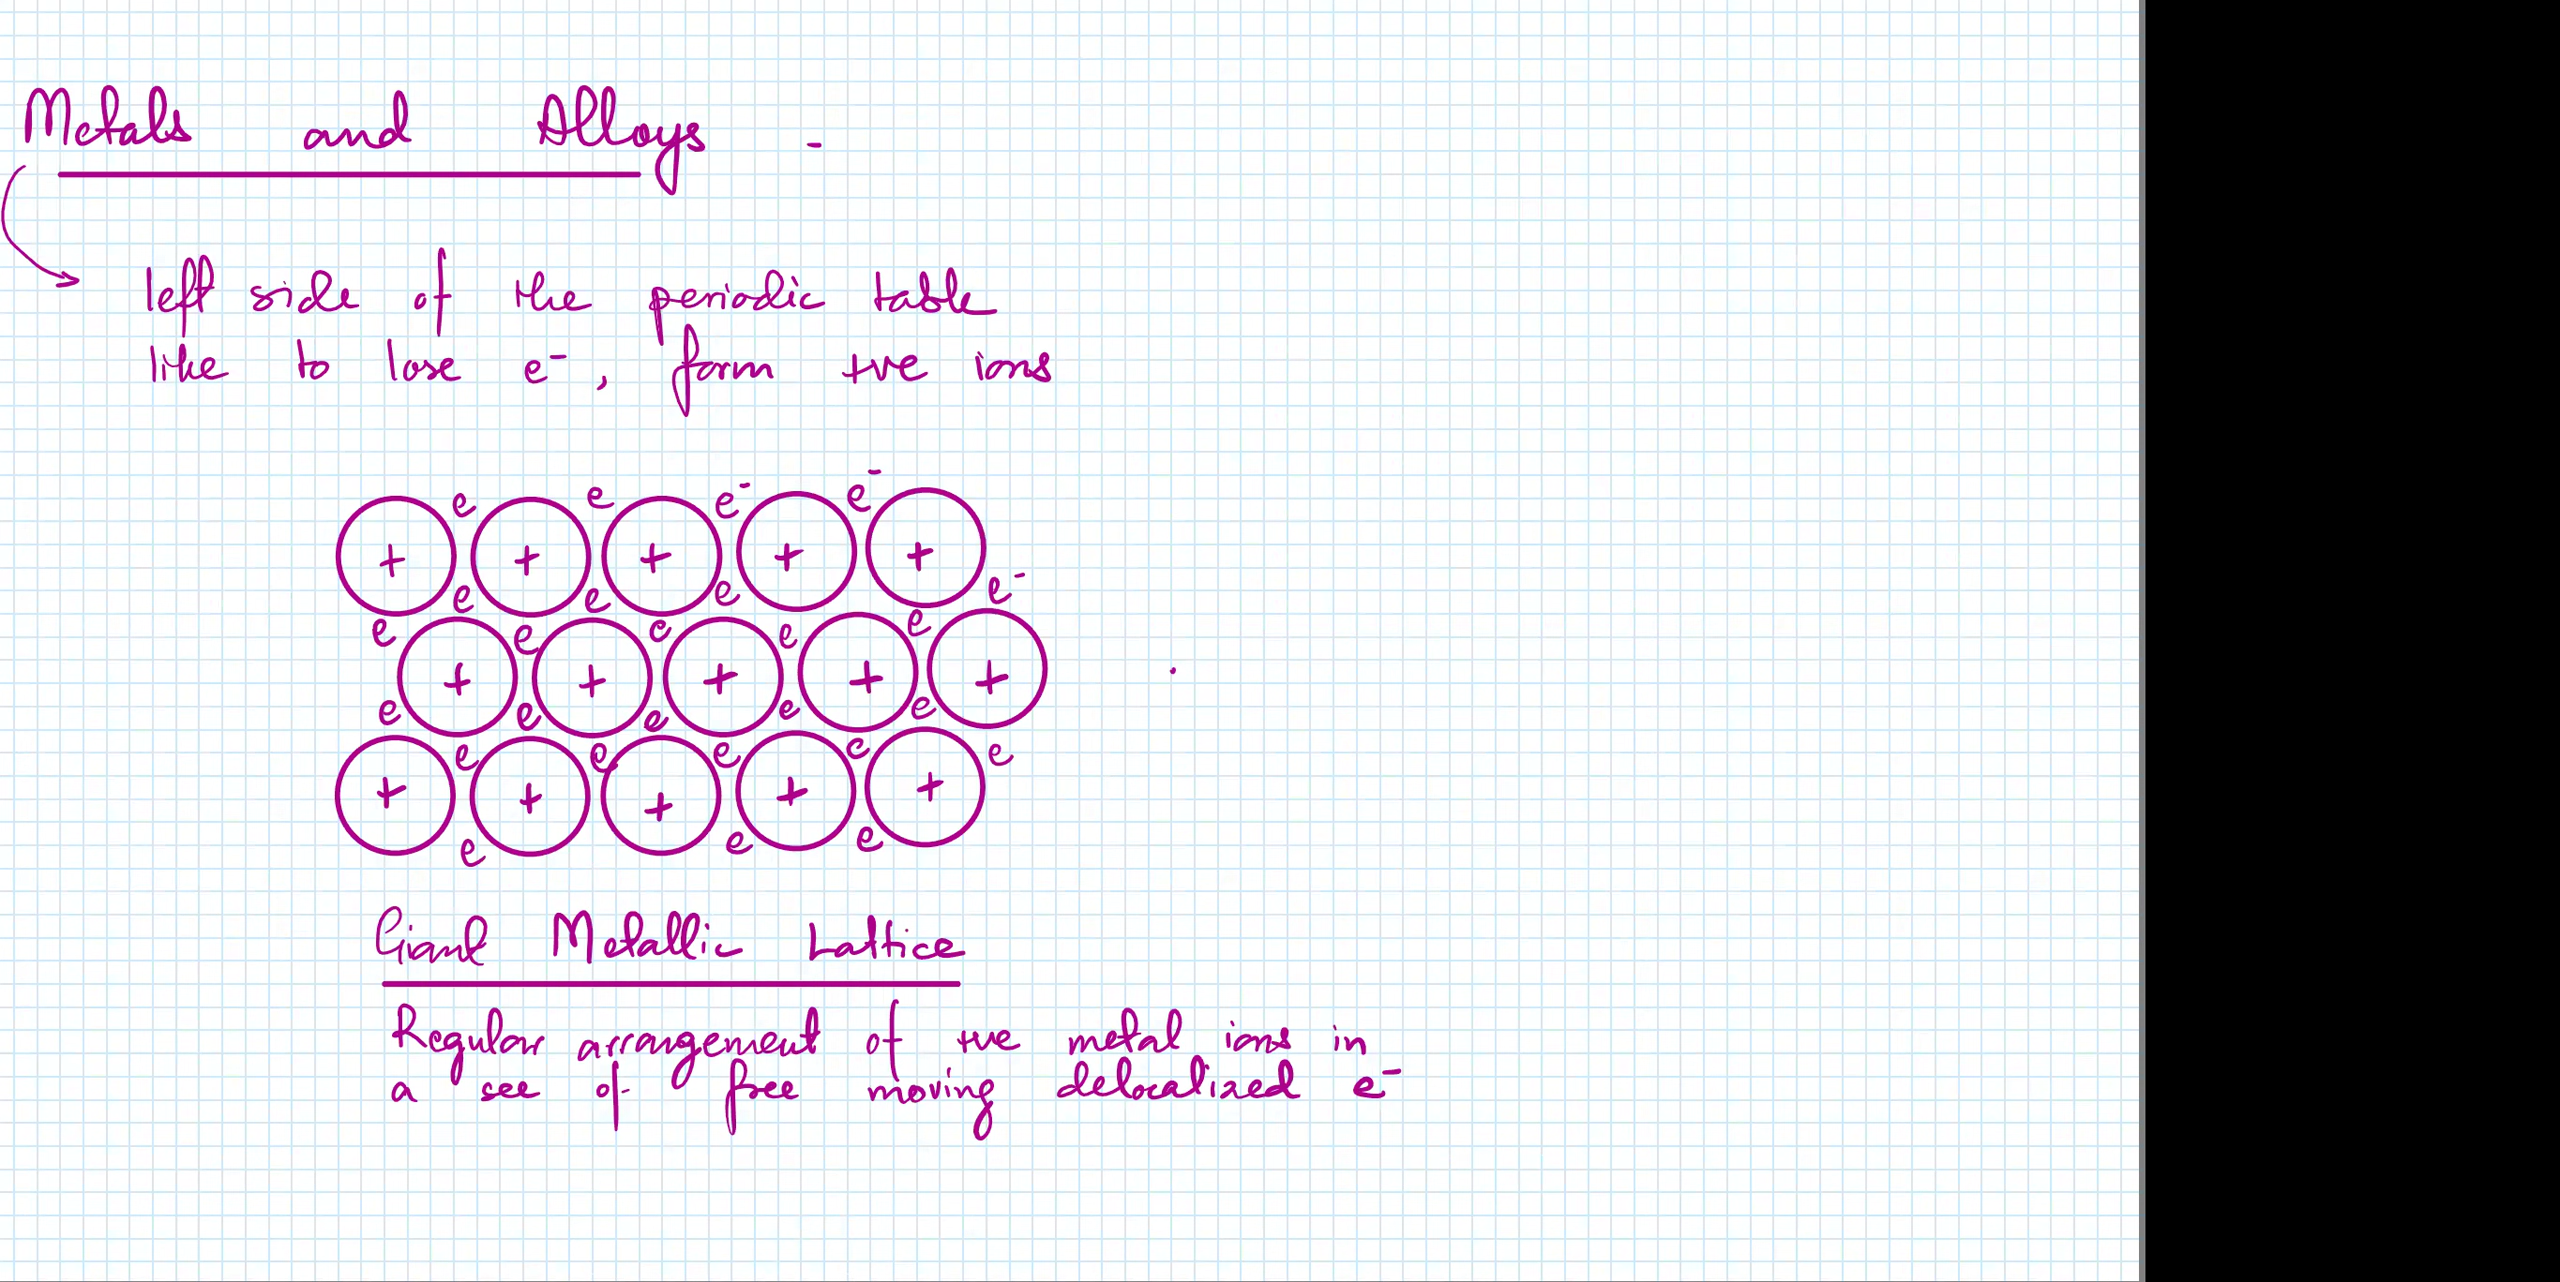 Metals and Alloys -
left side of the periodic table
like to lose e⁻, form +ve ions
e e e⁻ e⁻
+ + + + +
e e e e⁻
e e e e e
+ + + + +
e e e e e
e e e e e
+ + + + +
e e e
Giant Metallic Lattice
Regular arrangement of +ve metal ions in
a see of free moving delocalized e⁻